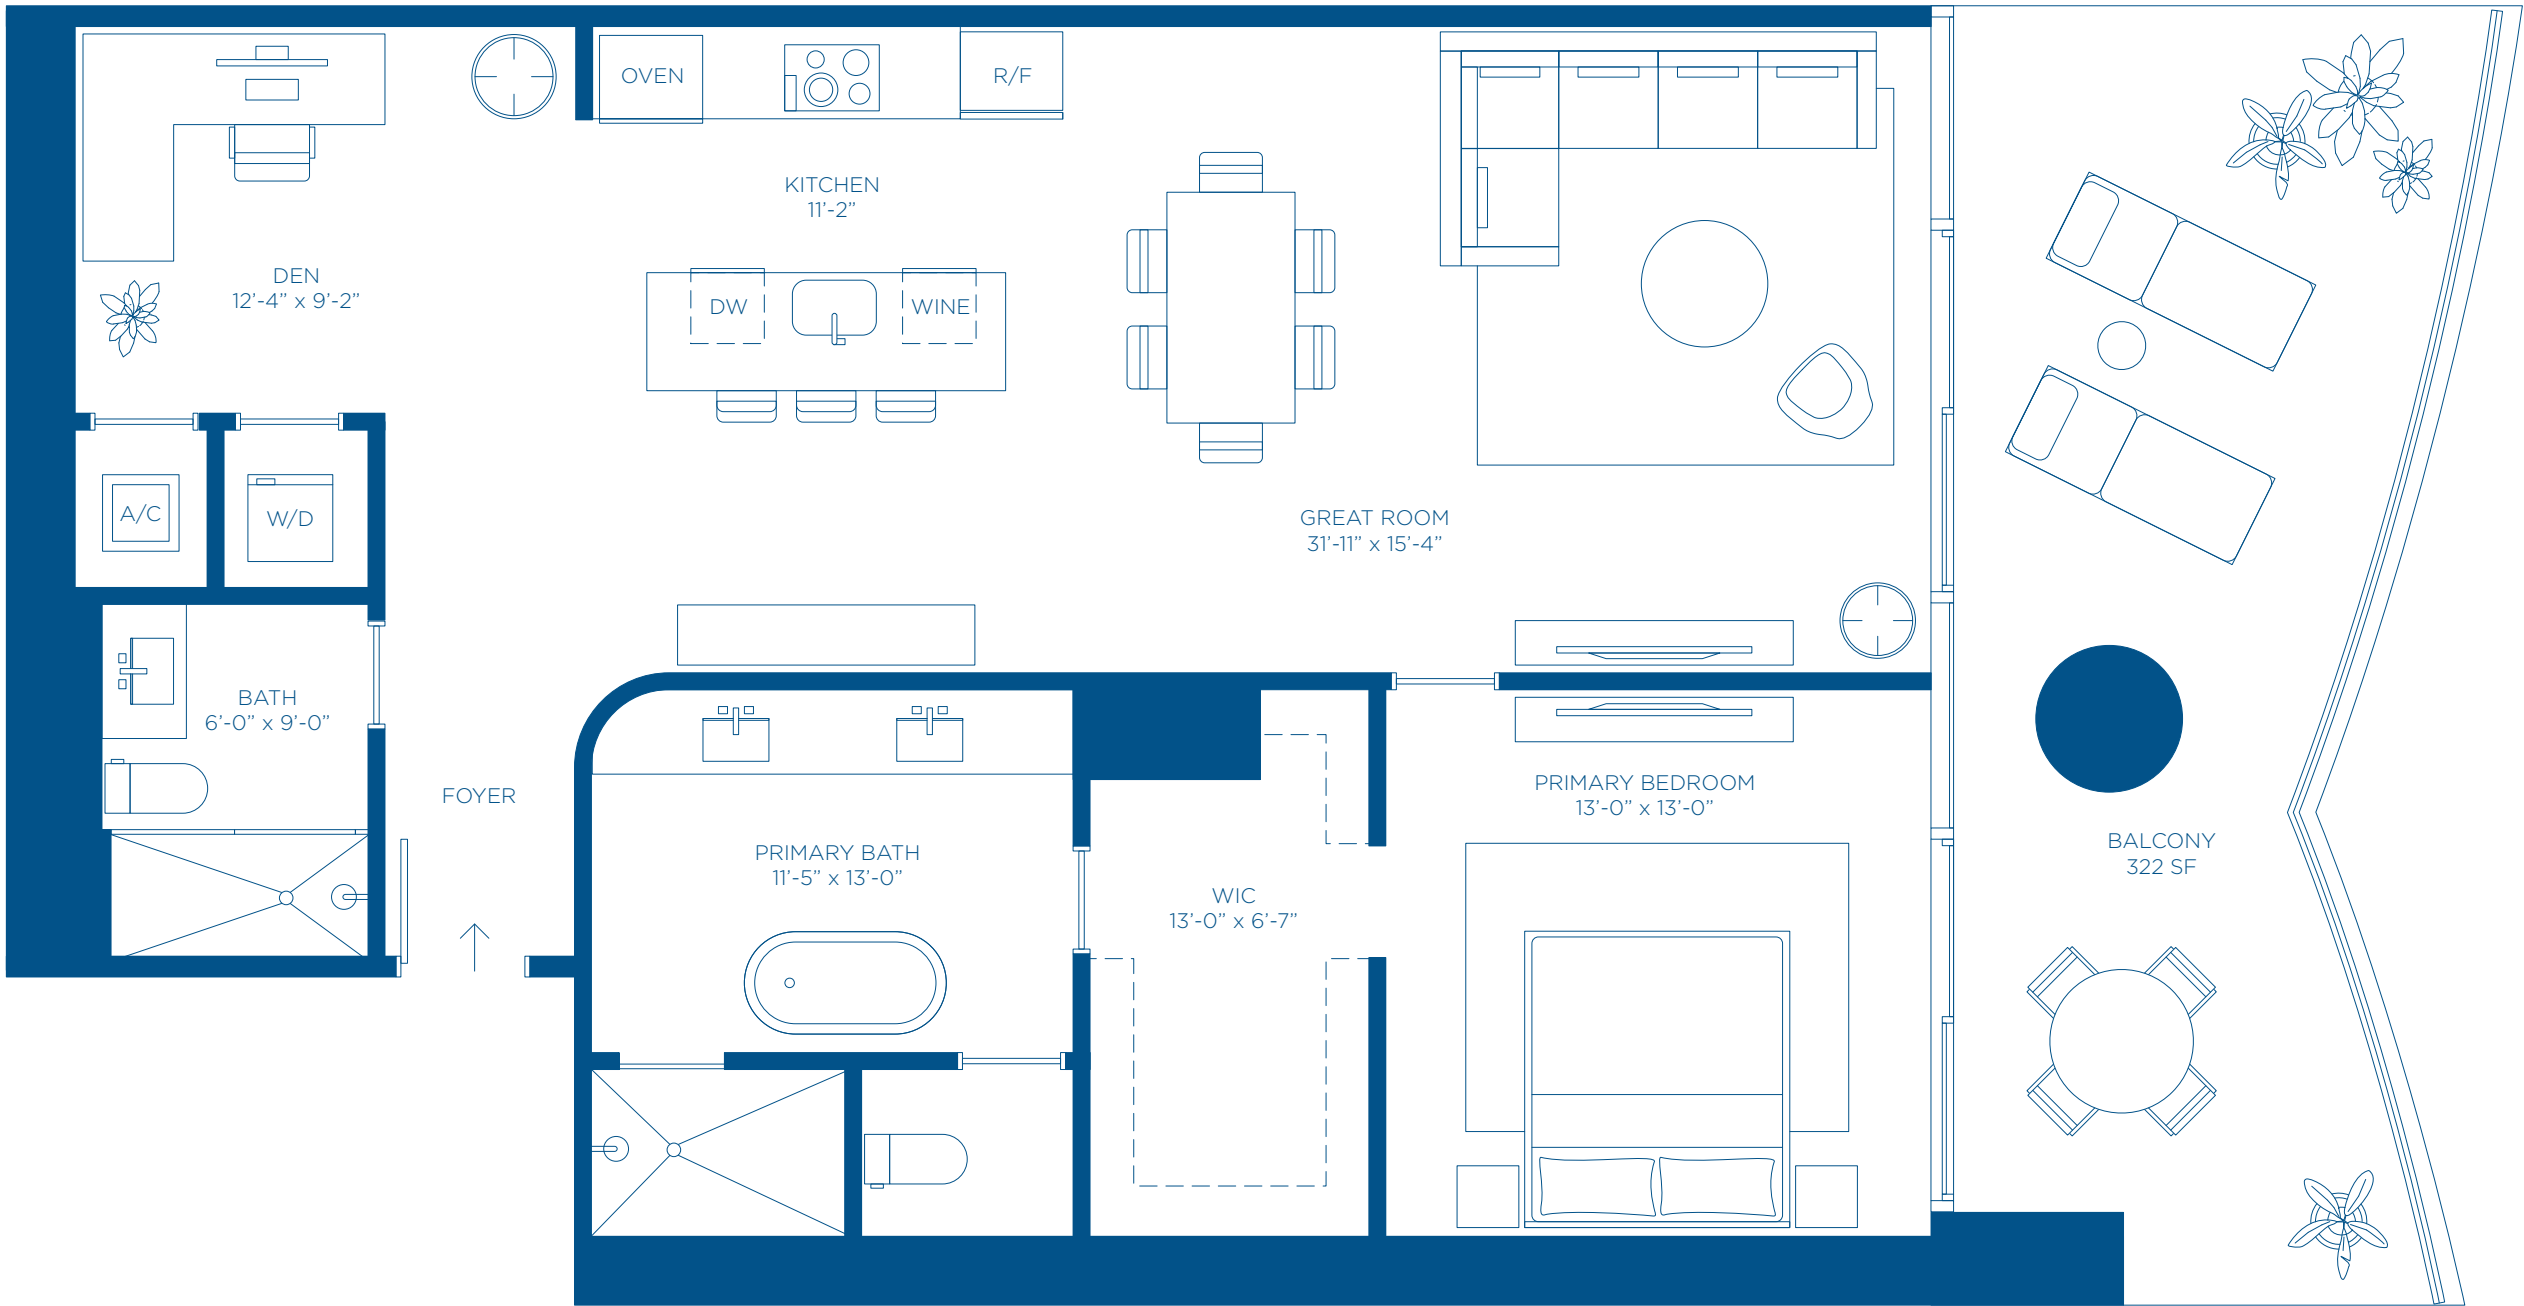 OVEN
R/F
KITCHEN
11’-2”
DEN
12’-4” x 9’-2”
DW
WINE
A/C
W/D
GREAT ROOM
31’-11” x 15’-4”
BATH
6’-0” x 9’-0”
FOYER
PRIMARY BEDROOM
13’-0” x 13’-0”
PRIMARY BATH
11’-5” x 13’-0”
WIC
13’-0” x 6’-7”
BALCONY
322 SF